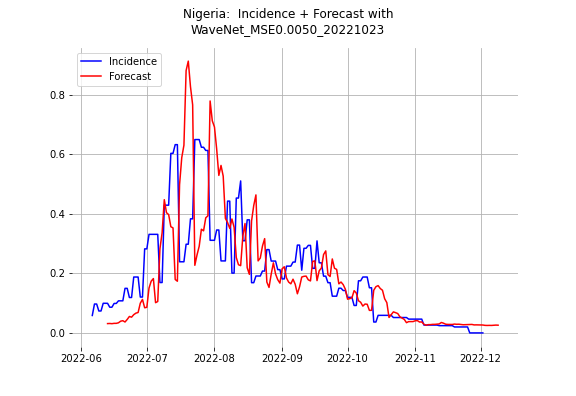 Nigeria:  Incidence + Forecast with
WaveNet_MSE0.0050_20221023
Incidence
Forecast
0.8
0.6
0.4
0.2
0.0
2022-06 2022-07 2022-08 2022-09 2022-10 2022-11 2022-12